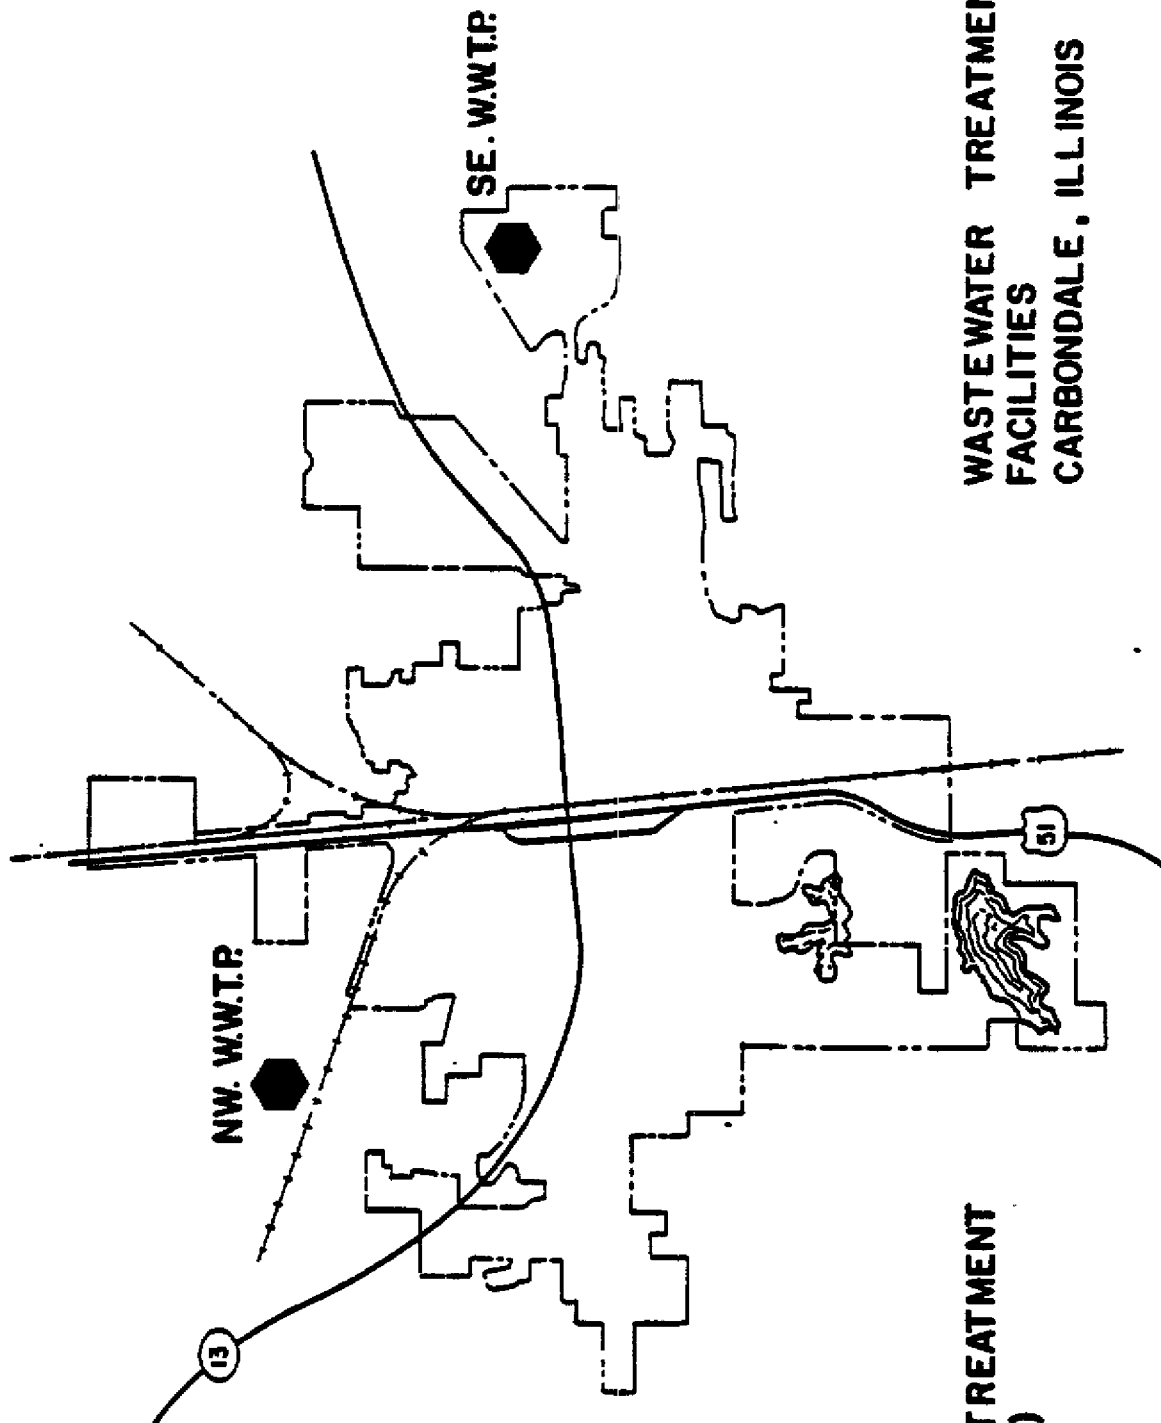 SE. W.W.T.P.
NW. W.W.T.P.
13
51
WASTEWATER TREATMEN
FACILITIES
CARBONDALE, ILLINOIS
TREATMENT
)